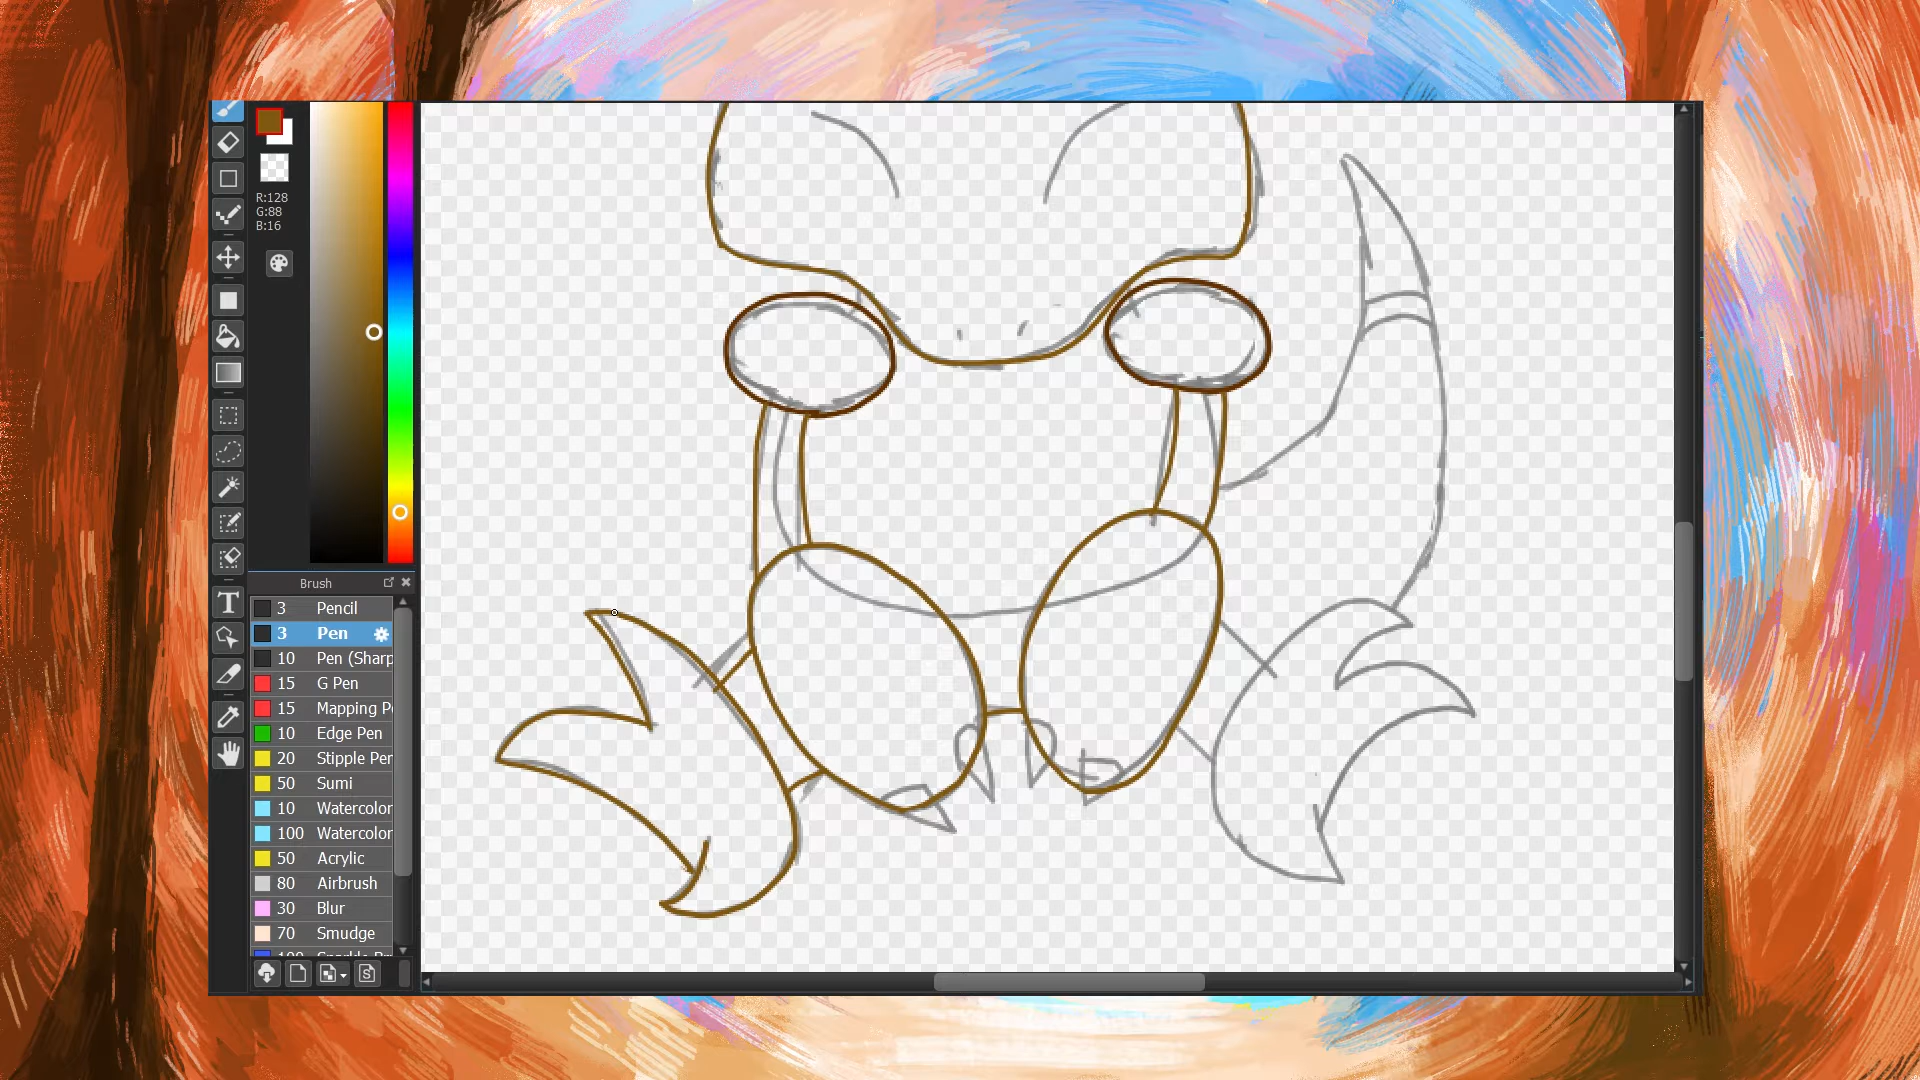 R:128
G:88
B:16
Brush
3 Pencil
3 Pen
10 Pen (Sharp
15 G Pen
15 Mapping P
10 Edge Pen
20 Stipple Per
50 Sumi
10 Watercolor
100 Watercolor
50 Acrylic
80 Airbrush
30 Blur
70 Smudge
T
S